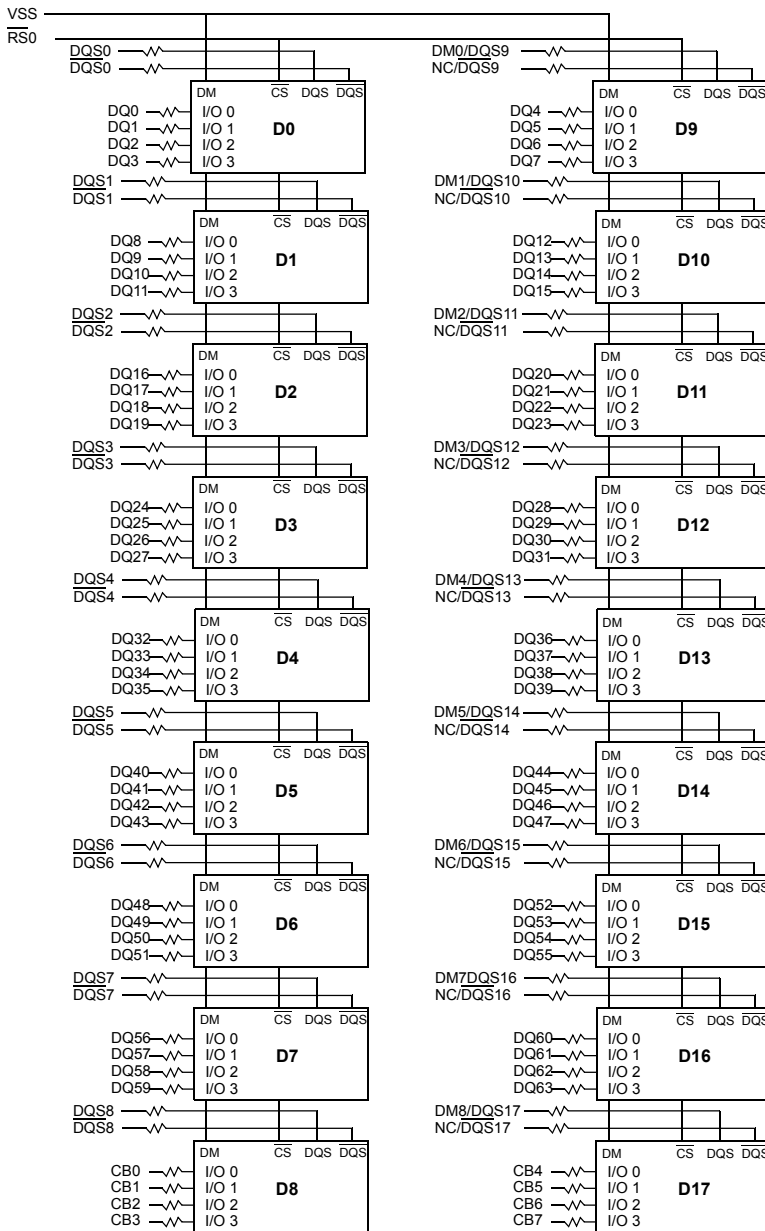 VSS
RS0
DQS0 DM0/DQS9
DQS0 NC/DQS9
DM CS DQS DQS DM CS DQS DQS
DQ0 I/O 0 DQ4 I/O 0
DQ1 I/O 1 D0 DQ5 I/O 1 D9
DQ2 I/O 2 DQ6 I/O 2
DQ3 I/O 3 DQ7 I/O 3
DQS1 DM1/DQS10
DQS1 NC/DQS10
DM CS DQS DQS DM CS DQS DQS
DQ8 I/O 0 DQ12 I/O 0
DQ9 I/O 1 D1 DQ13 I/O 1 D10
DQ10 I/O 2 DQ14 I/O 2
DQ11 I/O 3 DQ15 I/O 3
DQS2 DM2/DQS11
DQS2 NC/DQS11
DM CS DQS DQS DM CS DQS DQS
DQ16 I/O 0 DQ20 I/O 0
DQ17 I/O 1 D2 DQ21 I/O 1 D11
DQ18 I/O 2 DQ22 I/O 2
DQ19 I/O 3 DQ23 I/O 3
DQS3 DM3/DQS12
DQS3 NC/DQS12
DM CS DQS DQS DM CS DQS DQS
DQ24 I/O 0 DQ28 I/O 0
DQ25 I/O 1 D3 DQ29 I/O 1 D12
DQ26 I/O 2 DQ30 I/O 2
DQ27 I/O 3 DQ31 I/O 3
DQS4 DM4/DQS13
DQS4 NC/DQS13
DM CS DQS DQS DM CS DQS DQS
DQ32 I/O 0 DQ36 I/O 0
DQ33 I/O 1 D4 DQ37 I/O 1 D13
DQ34 I/O 2 DQ38 I/O 2
DQ35 I/O 3 DQ39 I/O 3
DQS5 DM5/DQS14
DQS5 NC/DQS14
DM CS DQS DQS DM CS DQS DQS
DQ40 I/O 0 DQ44 I/O 0
DQ41 I/O 1 D5 DQ45 I/O 1 D14
DQ42 I/O 2 DQ46 I/O 2
DQ43 I/O 3 DQ47 I/O 3
DQS6 DM6/DQS15
DQS6 NC/DQS15
DM CS DQS DQS DM CS DQS DQS
DQ48 I/O 0 DQ52 I/O 0
DQ49 I/O 1 D6 DQ53 I/O 1 D15
DQ50 I/O 2 DQ54 I/O 2
DQ51 I/O 3 DQ55 I/O 3
DQS7 DM7DQS16
DQS7 NC/DQS16
DM CS DQS DQS DM CS DQS DQS
DQ56 I/O 0 DQ60 I/O 0
DQ57 I/O 1 D7 DQ61 I/O 1 D16
DQ58 I/O 2 DQ62 I/O 2
DQ59 I/O 3 DQ63 I/O 3
DQS8 DM8/DQS17
DQS8 NC/DQS17
DM CS DQS DQS DM CS DQS DQS
CB0 I/O 0 CB4 I/O 0
CB1 I/O 1 D8 CB5 I/O 1 D17
CB2 I/O 2 CB6 I/O 2
CB3 I/O 3 CB7 I/O 3